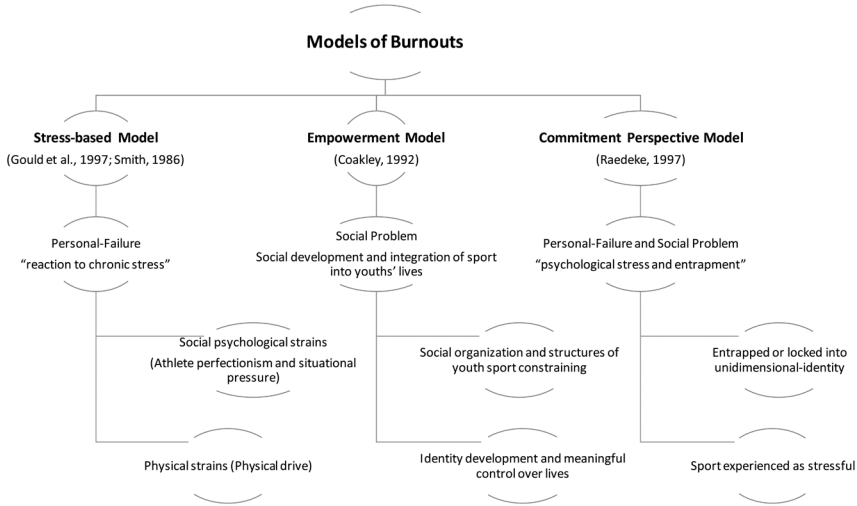 Models of Burnouts
Stress-based Model
(Gould et al., 1997; Smith, 1986)
Empowerment Model
(Coakley, 1992)
Commitment Perspective Model
(Raedeke, 1997)
Personal-Failure
“reaction to chronic stress”
Social Problem
Social development and integration of sport
into youths’ lives
Personal-Failure and Social Problem
“psychological stress and entrapment”
Social psychological strains
(Athlete perfectionism and situational
pressure)
Social organization and structures of
youth sport constraining
Entrapped or locked into
unidimensional-identity
Physical strains (Physical drive)
Identity development and meaningful
control over lives
Sport experienced as stressful